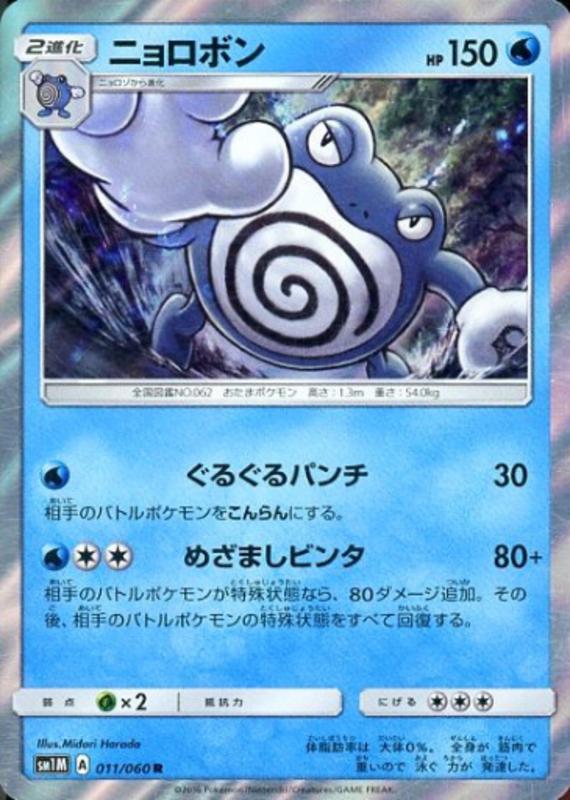 2進化 ニョロボン HP 150
ニョロゾから進化
全国図鑑NO.062 おたまポケモン 高さ:1.3m 重さ:54.0kg
ぐるぐるパンチ 30
相手のバトルポケモンをこんらんにする。
めざましビンタ 80+
相手のバトルポケモンが特殊状態なら、80ダメージ追加。その
後、相手のバトルポケモンの特殊状態をすべて回復する。
弱点 ×2 抵抗力 にげる
Illus.Midori Harada
体脂肪率は 大体0%。 全身が 筋肉で
重いので 泳ぐ 力が 発達した。
SM1M A 011/060 R
©2016 Pokémon/Nintendo/Creatures/GAME FREAK.